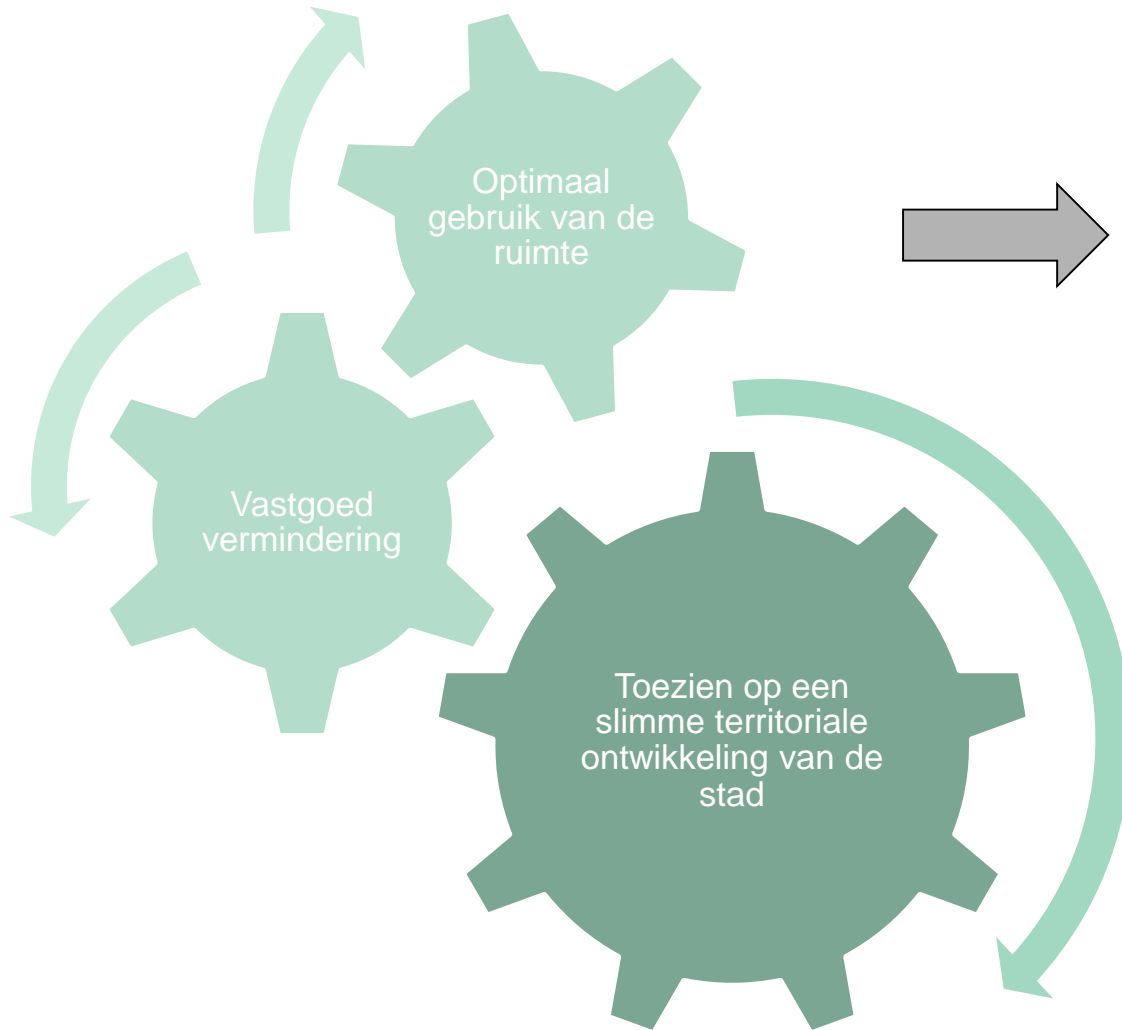 Optimaal
gebruik van de
ruimte
Vastgoed
vermindering
Toezien op een
slimme territoriale
ontwikkeling van de
stad